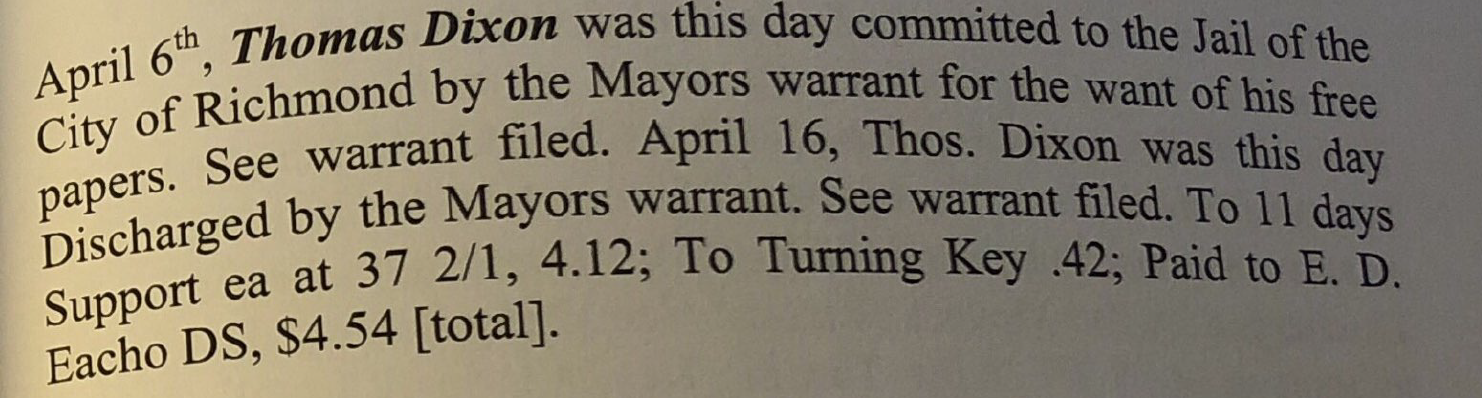 April 6th, Thomas Dixon was this day committed to the Jail of the
City of Richmond by the Mayors warrant for the want of his free
papers. See warrant filed. April 16, Thos. Dixon was this day
Discharged by the Mayors warrant. See warrant filed. To 11 days
Support ea at 37 2/1, 4.12; To Turning Key .42; Paid to E. D.
Eacho DS, $4.54 [total].